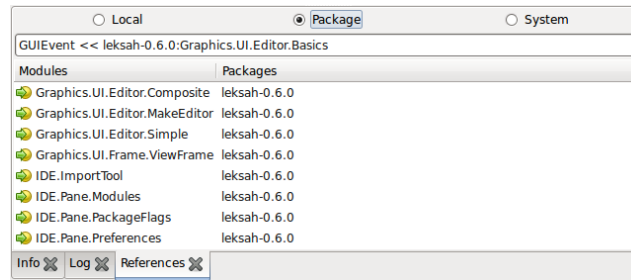 Local Package System
GUIEvent << leksah-0.6.0:Graphics.UI.Editor.Basics
Modules Packages
Graphics.UI.Editor.Composite leksah-0.6.0
Graphics.UI.Editor.MakeEditor leksah-0.6.0
Graphics.UI.Editor.Simple leksah-0.6.0
Graphics.UI.Frame.ViewFrame leksah-0.6.0
IDE.ImportTool leksah-0.6.0
IDE.Pane.Modules leksah-0.6.0
IDE.Pane.PackageFlags leksah-0.6.0
IDE.Pane.Preferences leksah-0.6.0
Info Log References